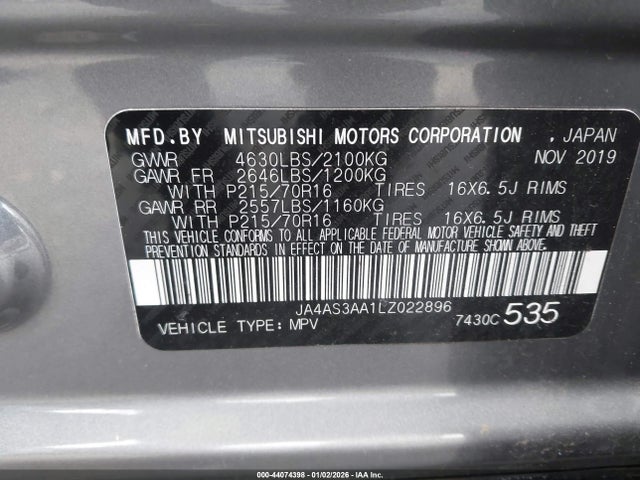 MFD.BY MITSUBISHI MOTORS CORPORATION , JAPAN
GVWR 4630LBS/2100KG NOV 2019
GAWR FR 2646LBS/1200KG
WITH P215/70R16 TIRES 16X6.5J RIMS
GAWR RR 2557LBS/1160KG
WITH P215/70R16 TIRES 16X6.5J RIMS
THIS VEHICLE CONFORMS TO ALL APPLICABLE FEDERAL MOTOR VEHICLE SAFETY AND THEFT
PREVENTION STANDARDS IN EFFECT ON THE DATE OF MANUFACTURE SHOWN ABOVE.
JA4AS3AA1LZ022896
VEHICLE TYPE: MPV 7430C 535
000-44074398 - 01/02/2026 - IAA Inc.